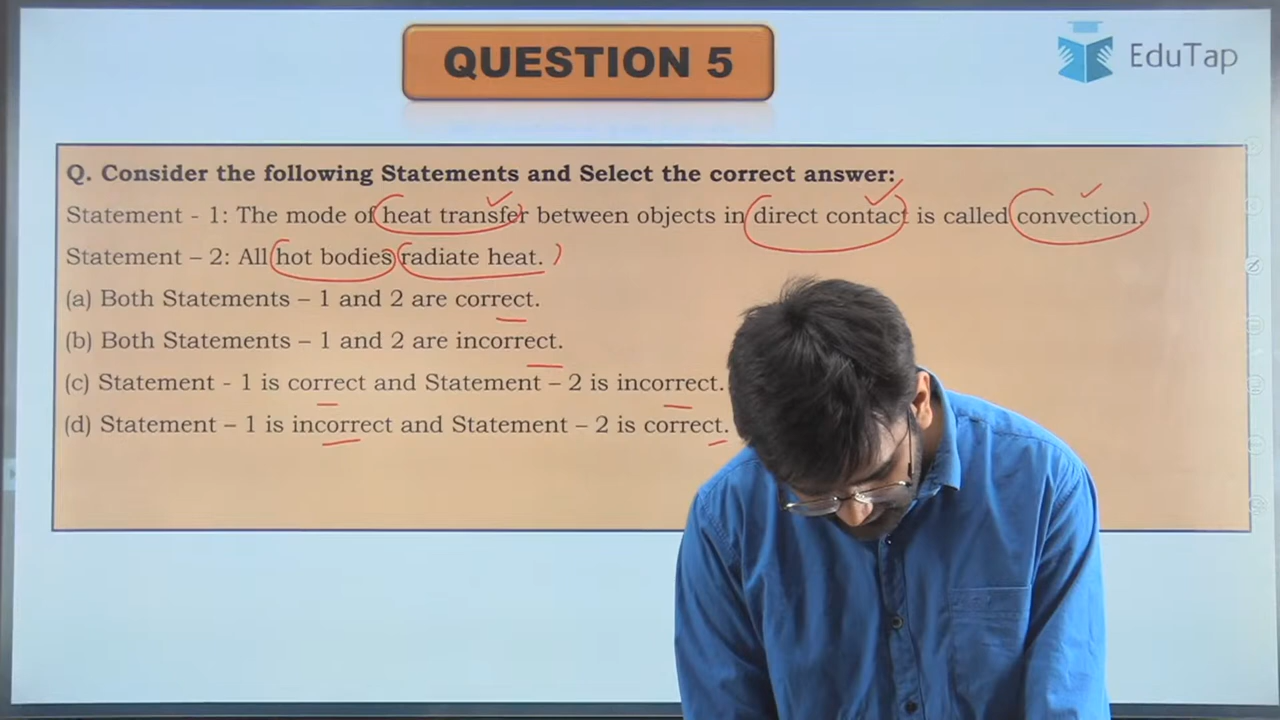 QUESTION 5
EduTap
Q. Consider the following Statements and Select the correct answer:
Statement - 1: The mode of heat transfer between objects in direct contact is called convection.
Statement – 2: All hot bodies radiate heat.
(a) Both Statements – 1 and 2 are correct.
(b) Both Statements – 1 and 2 are incorrect.
(c) Statement - 1 is correct and Statement – 2 is incorrect.
(d) Statement – 1 is incorrect and Statement – 2 is correct.